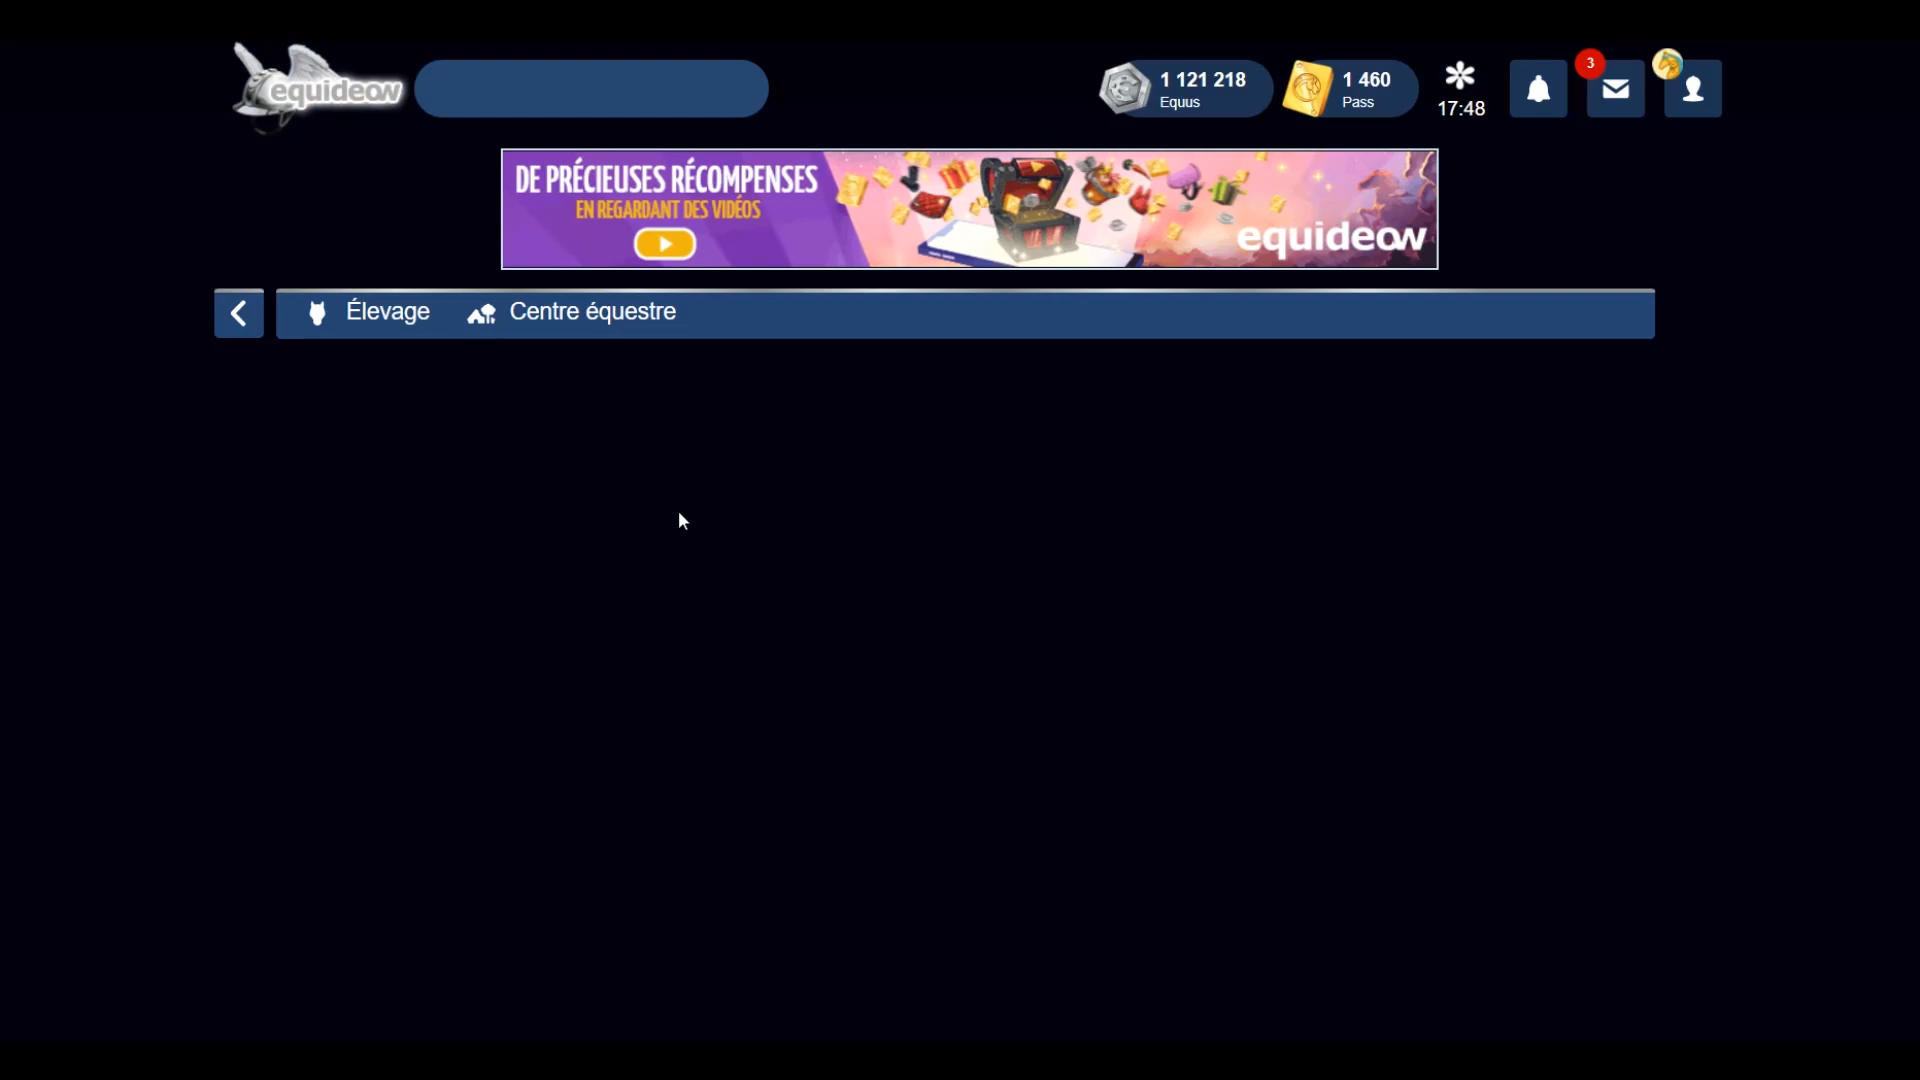 equideow
1 121 218
Equus
1 460
Pass
17:48
3
DE PRÉCIEUSES RÉCOMPENSES
EN REGARDANT DES VIDÉOS
equideow
Élevage
Centre équestre